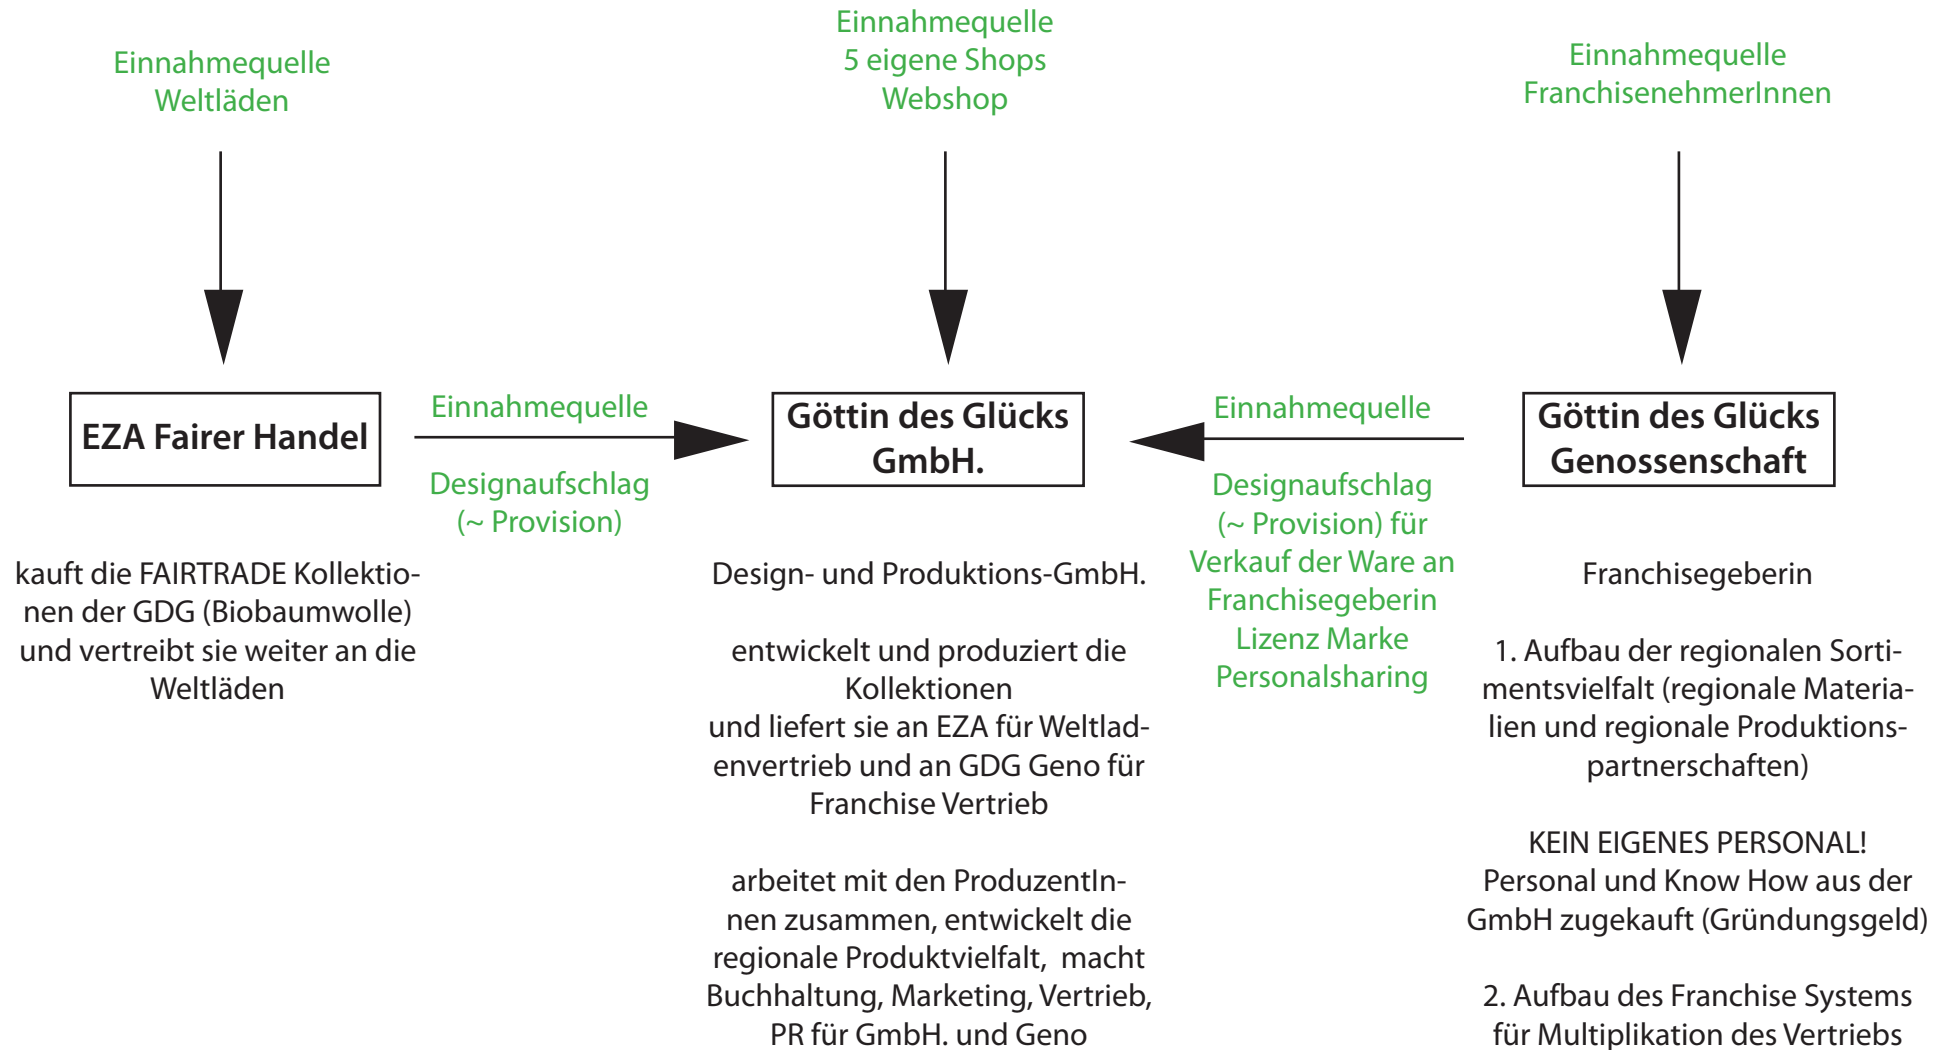 Einnahmequelle
Weltläden
Einnahmequelle
5 eigene Shops
Webshop
Einnahmequelle
FranchisenehmerInnen
EZA Fairer Handel
Einnahmequelle
Designaufschlag
(~ Provision)
Göttin des Glücks
GmbH.
Einnahmequelle
Designaufschlag
(~ Provision) für
Verkauf der Ware an
Franchisegeberin
Lizenz Marke
Personalsharing
Göttin des Glücks
Genossenschaft
kauft die FAIRTRADE Kollektio-
nen der GDG (Biobaumwolle)
und vertreibt sie weiter an die
Weltläden
Design- und Produktions-GmbH.
entwickelt und produziert die
Kollektionen
und liefert sie an EZA für Weltlad-
envertrieb und an GDG Geno für
Franchise Vertrieb
arbeitet mit den ProduzentIn-
nen zusammen, entwickelt die
regionale Produktvielfalt, macht
Buchhaltung, Marketing, Vertrieb,
PR für GmbH. und Geno
Franchisegeberin
1. Aufbau der regionalen Sorti-
mentsvielfalt (regionale Materia-
lien und regionale Produktions-
partnerschaften)
KEIN EIGENES PERSONAL!
Personal und Know How aus der
GmbH zugekauft (Gründungsgeld)
2. Aufbau des Franchise Systems
für Multiplikation des Vertriebs